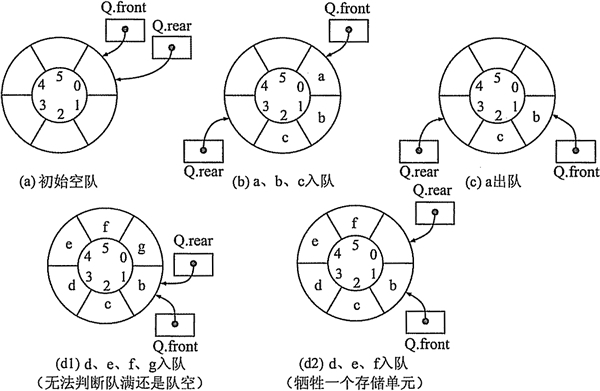 Q.front
Q.rear
5
4 0
3 1
2
(a) 初始空队
Q.front
a
5
4 0
3 1
b
2
c
Q.rear
(b) a、b、c入队
5
4 0
3 1
b
2
c
Q.rear
Q.front
(c) a出队
f
e g
5
4 0
3 1
d b
2
c
Q.rear
Q.front
(d1) d、e、f、g入队
(无法判断队满还是队空)
Q.rear
f
e
5
4 0
3 1
d b
2
c
Q.front
(d2) d、e、f入队
(牺牲一个存储单元)